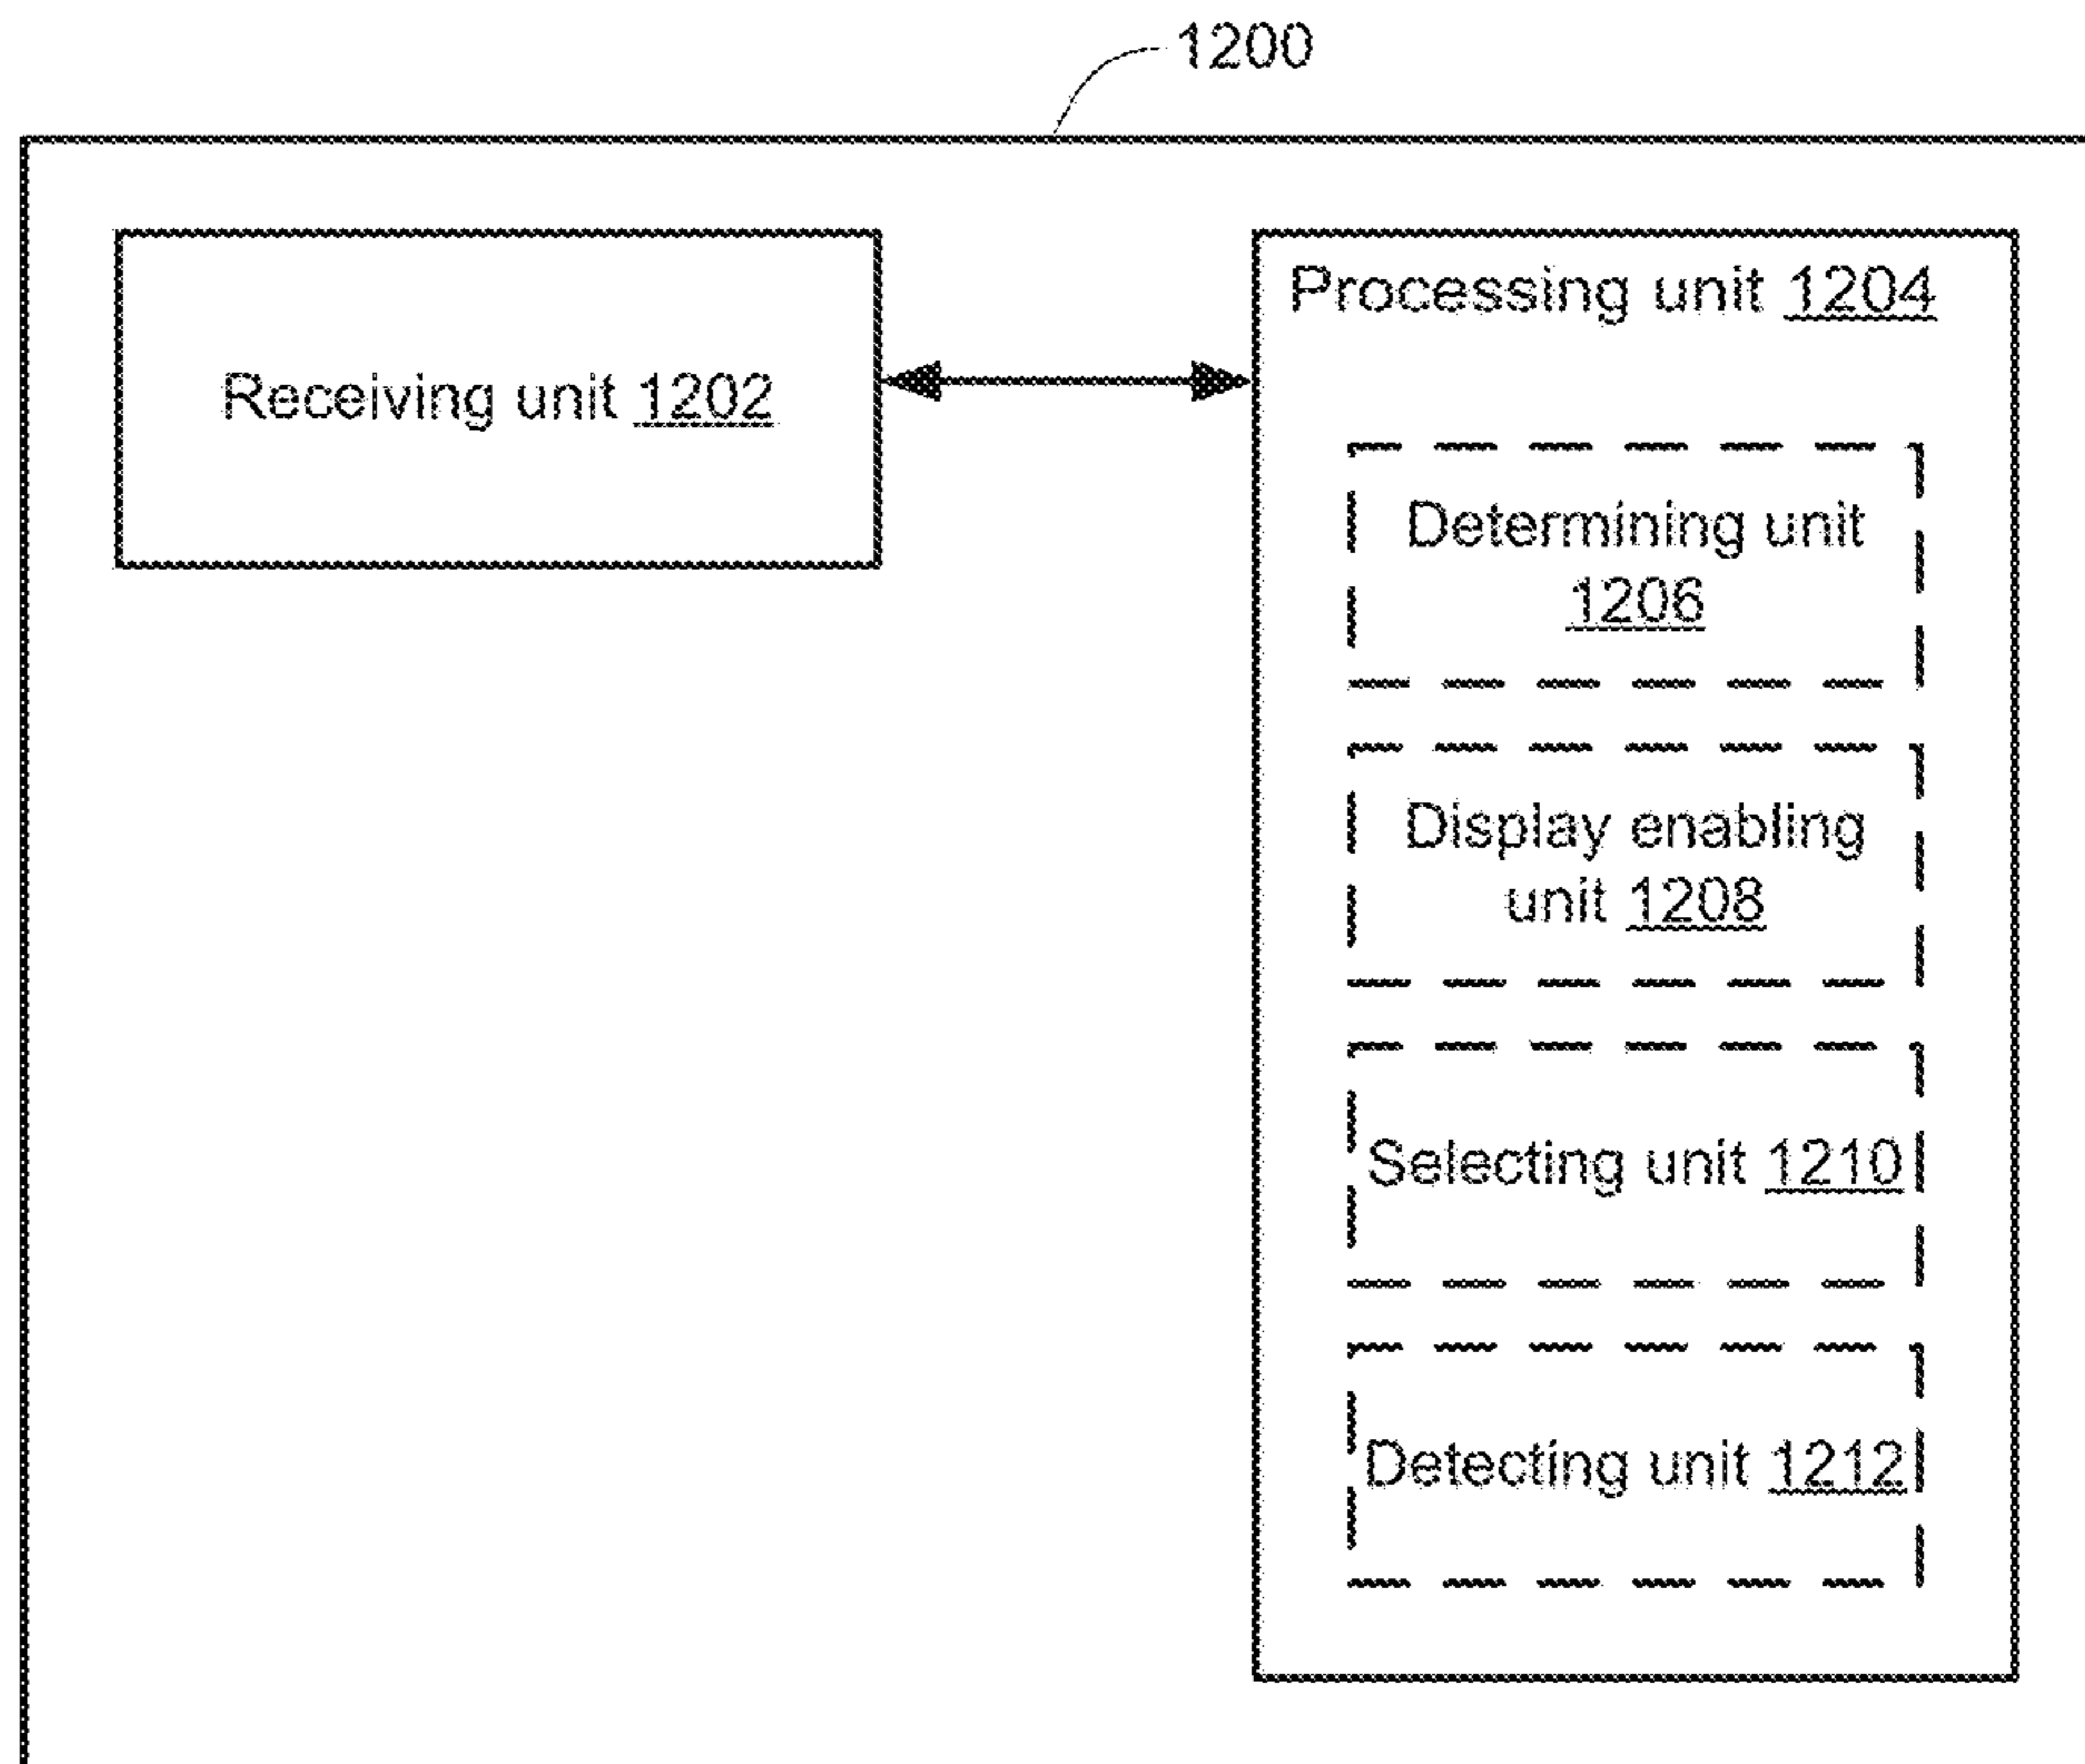 1200
Receiving unit 1202
Processing unit 1204
Determining unit
1206
Display enabling
unit 1208
Selecting unit 1210
Detecting unit 1212